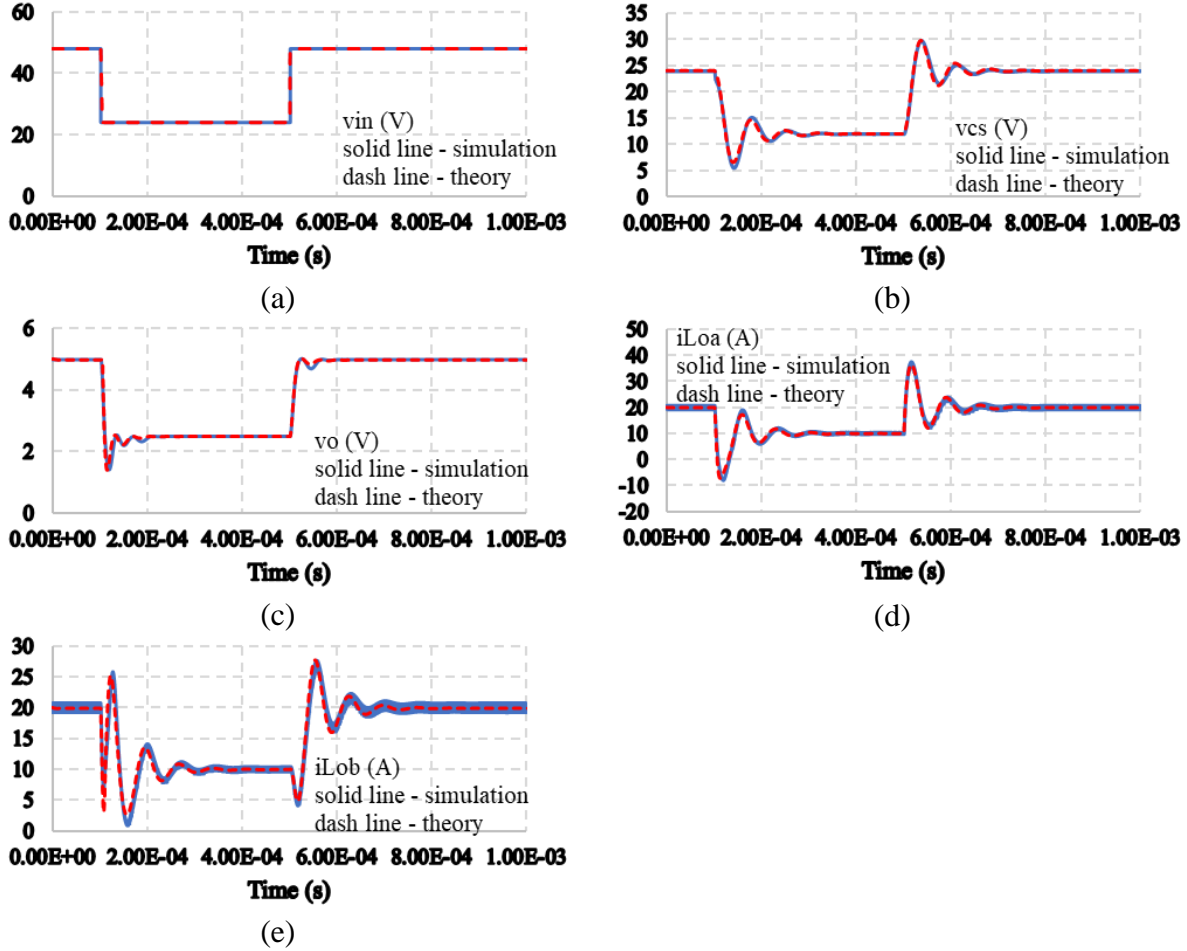 60
40
20
0
vin (V)
solid line - simulation
dash line - theory
0.00E+00 2.00E-04 4.00E-04 6.00E-04 8.00E-04 1.00E-03
Time (s)
(a)
35
30
25
20
15
10
5
0
vcs (V)
solid line - simulation
dash line - theory
0.00E+00 2.00E-04 4.00E-04 6.00E-04 8.00E-04 1.00E-03
Time (s)
(b)
6
4
2
0
vo (V)
solid line - simulation
dash line - theory
0.00E+00 2.00E-04 4.00E-04 6.00E-04 8.00E-04 1.00E-03
Time (s)
(c)
50
40
30
20
10
0
-10
-20
iLoa (A)
solid line - simulation
dash line - theory
0.00E+00 2.00E-04 4.00E-04 6.00E-04 8.00E-04 1.00E-03
Time (s)
(d)
30
25
20
15
10
5
0
iLob (A)
solid line - simulation
dash line - theory
0.00E+00 2.00E-04 4.00E-04 6.00E-04 8.00E-04 1.00E-03
Time (s)
(e)